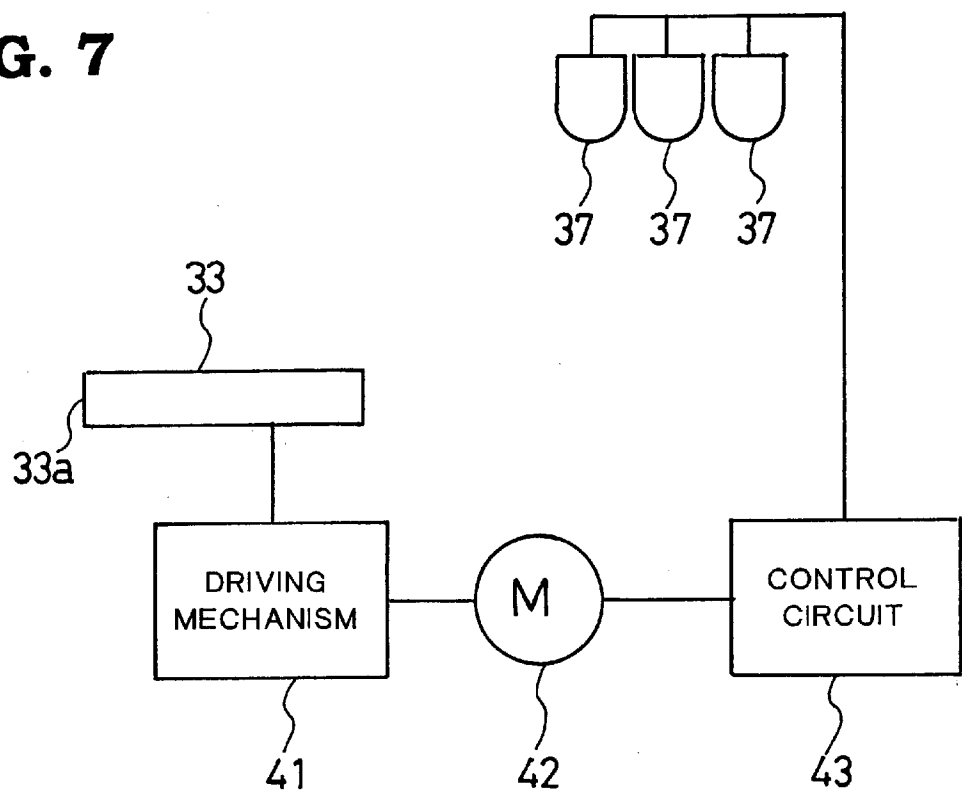 G. 7
37 37 37
33
33a
DRIVING
MECHANISM
M
CONTROL
CIRCUIT
41 42 43